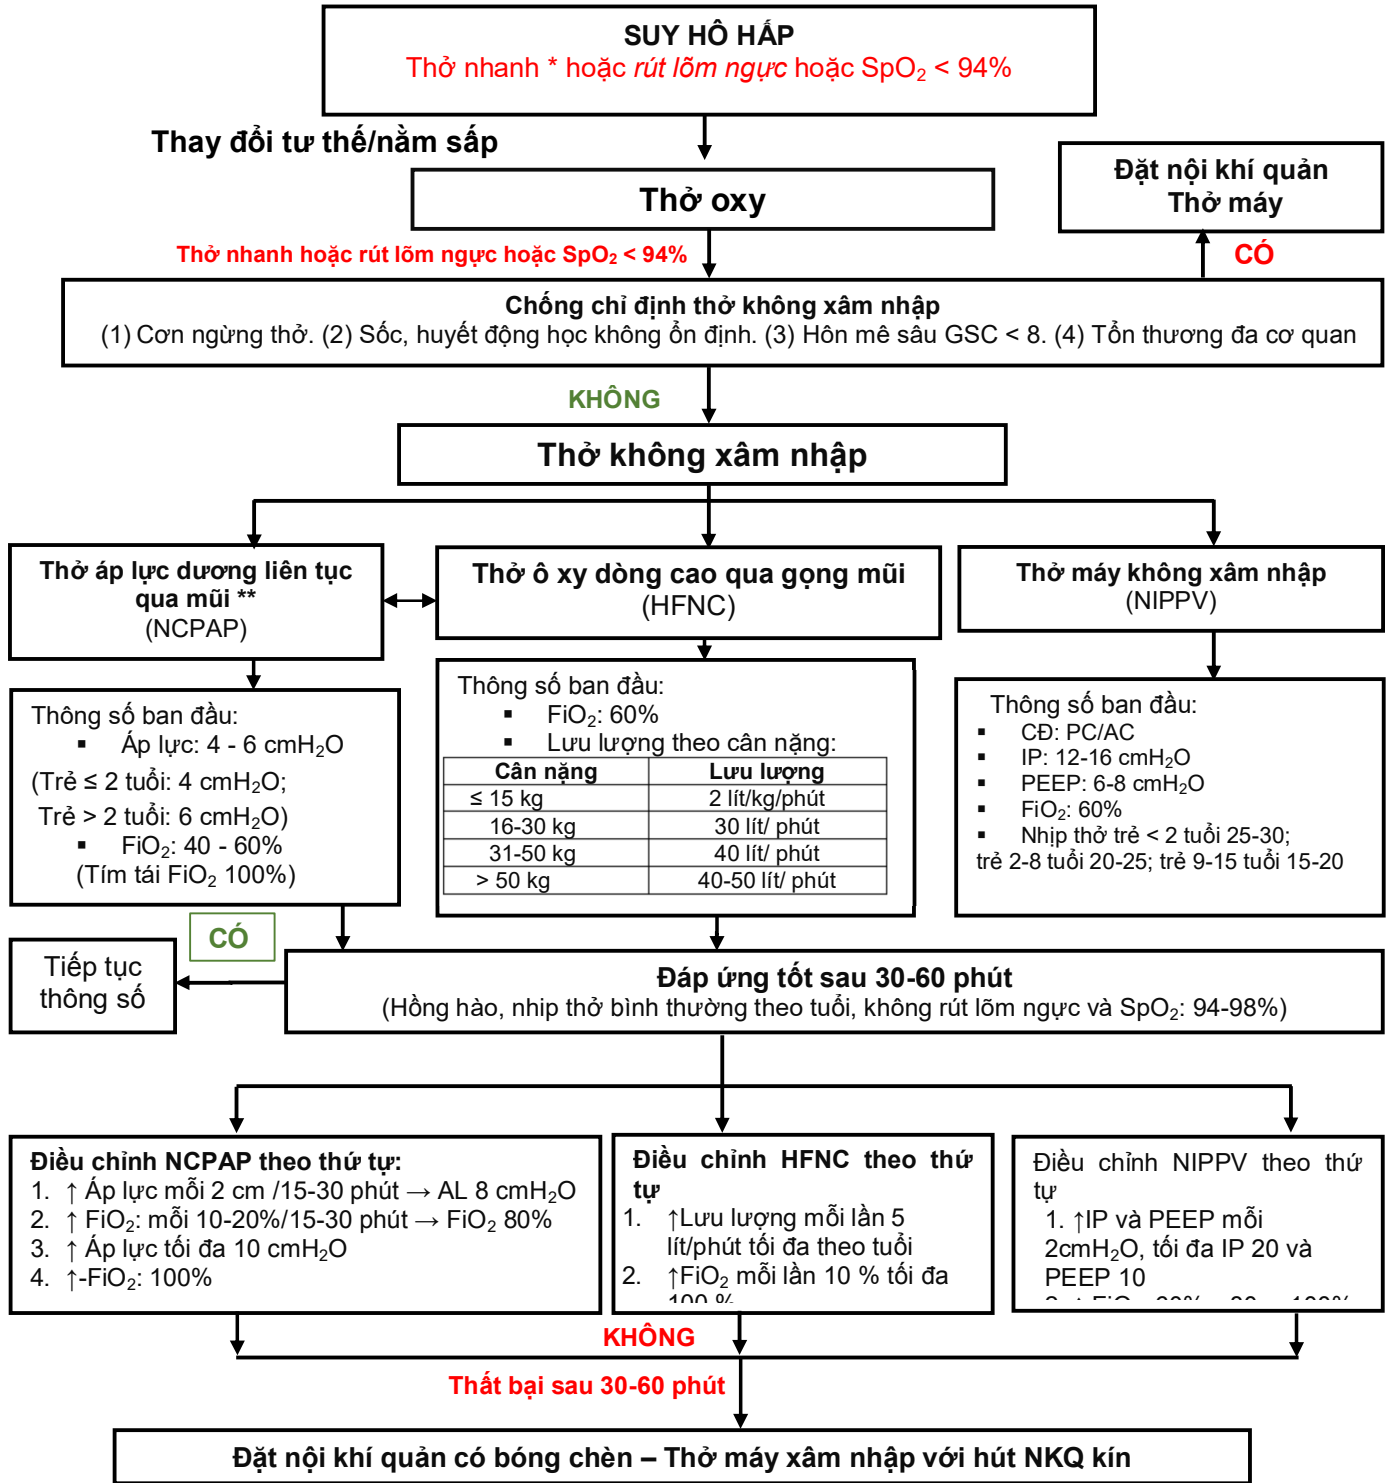 SUY HÔ HẤP
Thở nhanh * hoặc rút lõm ngực hoặc SpO₂ < 94%
Thay đổi tư thế/nằm sấp
Thở oxy
Đặt nội khí quản
Thở máy
Thở nhanh hoặc rút lõm ngực hoặc SpO₂ < 94%
CÓ
Chống chỉ định thở không xâm nhập
(1) Cơn ngừng thở. (2) Sốc, huyết động học không ổn định. (3) Hôn mê sâu GSC < 8. (4) Tổn thương đa cơ quan
KHÔNG
Thở không xâm nhập
Thở áp lực dương liên tục
qua mũi **
(NCPAP)
Thở ô xy dòng cao qua gọng mũi
(HFNC)
Thở máy không xâm nhập
(NIPPV)
Thông số ban đầu:
▪ Áp lực: 4 - 6 cmH₂O
(Trẻ ≤ 2 tuổi: 4 cmH₂O;
Trẻ > 2 tuổi: 6 cmH₂O)
▪ FiO₂: 40 - 60%
(Tím tái FiO₂ 100%)
Thông số ban đầu:
▪ FiO₂: 60%
▪ Lưu lượng theo cân nặng:
Cân nặng Lưu lượng
≤ 15 kg 2 lít/kg/phút
16-30 kg 30 lít/ phút
31-50 kg 40 lít/ phút
> 50 kg 40-50 lít/ phút
Thông số ban đầu:
▪ CĐ: PC/AC
▪ IP: 12-16 cmH₂O
▪ PEEP: 6-8 cmH₂O
▪ FiO₂: 60%
▪ Nhịp thở trẻ < 2 tuổi 25-30;
trẻ 2-8 tuổi 20-25; trẻ 9-15 tuổi 15-20
CÓ
Tiếp tục
thông số
Đáp ứng tốt sau 30-60 phút
(Hồng hào, nhip thở bình thường theo tuổi, không rút lõm ngực và SpO₂: 94-98%)
Điều chỉnh NCPAP theo thứ tự:
1. ↑ Áp lực mỗi 2 cm /15-30 phút → AL 8 cmH₂O
2. ↑ FiO₂: mỗi 10-20%/15-30 phút → FiO₂ 80%
3. ↑ Áp lực tối đa 10 cmH₂O
4. ↑-FiO₂: 100%
Điều chỉnh HFNC theo thứ
tự
1. ↑Lưu lượng mỗi lần 5
lít/phút tối đa theo tuổi
2. ↑FiO₂ mỗi lần 10 % tối đa
100 %
Điều chỉnh NIPPV theo thứ
tự
1. ↑IP và PEEP mỗi
2cmH₂O, tối đa IP 20 và
PEEP 10
KHÔNG
Thất bại sau 30-60 phút
Đặt nội khí quản có bóng chèn – Thở máy xâm nhập với hút NKQ kín